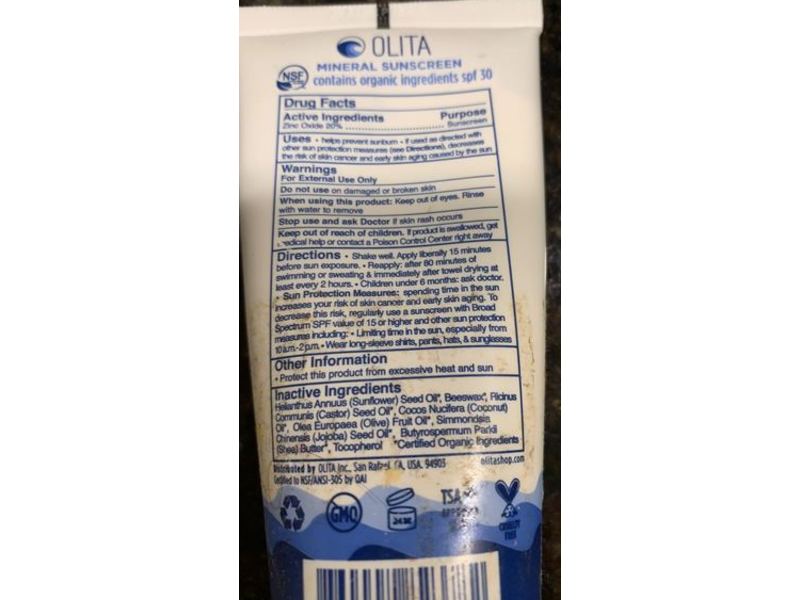 OLITA
MINERAL SUNSCREEN
NSF
contains organic ingredients spf 30
Drug Facts
Active Ingredients Purpose
Zinc Oxide 20% Sunscreen
Uses • helps prevent sunburn • if used as directed with
other sun protection measures (see Directions), decreases
the risk of skin cancer and early skin aging caused by the sun
Warnings
For External Use Only
Do not use on damaged or broken skin
When using this product: Keep out of eyes. Rinse
with water to remove
Stop use and ask Doctor if skin rash occurs
Keep out of reach of children. If product is swallowed, get
medical help or contact a Poison Control Center right away
Directions • Shake well. Apply liberally 15 minutes
before sun exposure. • Reapply: after 80 minutes of
swimming or sweating & immediately after towel drying at
least every 2 hours. • Children under 6 months: ask doctor.
• Sun Protection Measures: spending time in the sun
increases your risk of skin cancer and early skin aging. To
decrease this risk, regularly use a sunscreen with Broad
Spectrum SPF value of 15 or higher and other sun protection
measures including: • Limiting time in the sun, especially from
10a.m.-2p.m. • Wear long-sleeve shirts, pants, hats, & sunglasses
Other Information
• Protect this product from excessive heat and sun
Inactive Ingredients
Helianthus Annuus (Sunflower) Seed Oil*, Beeswax*, Ricinus
Communis (Castor) Seed Oil*, Cocos Nucifera (Coconut)
Oil*, Olea Europaea (Olive) Fruit Oil*, Simmondsia
Chinensis (Jojoba) Seed Oil*, Butyrospermum Parkii
(Shea) Butter*, Tocopherol *Certified Organic Ingredients
Distributed by OLITA Inc., San Rafael CA, USA. 94903 olitashop.com
Certified to NSF/ANSI-305 by QAI
GMO
24M
TSA
CRUELTY
FREE